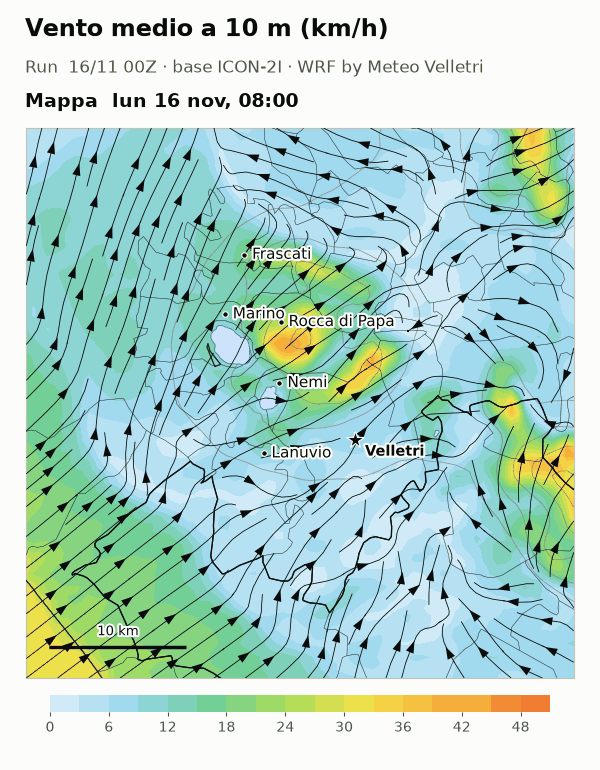 Vento medio a 10 m (km/h)
Run  16/11 00Z · base ICON-2I · WRF by Meteo Velletri
Mappa  lun 16 nov, 08:00
Frascati
Marino
Rocca di Papa
Nemi
Velletri
Lanuvio
10 km
0 6 12 18 24 30 36 42 48